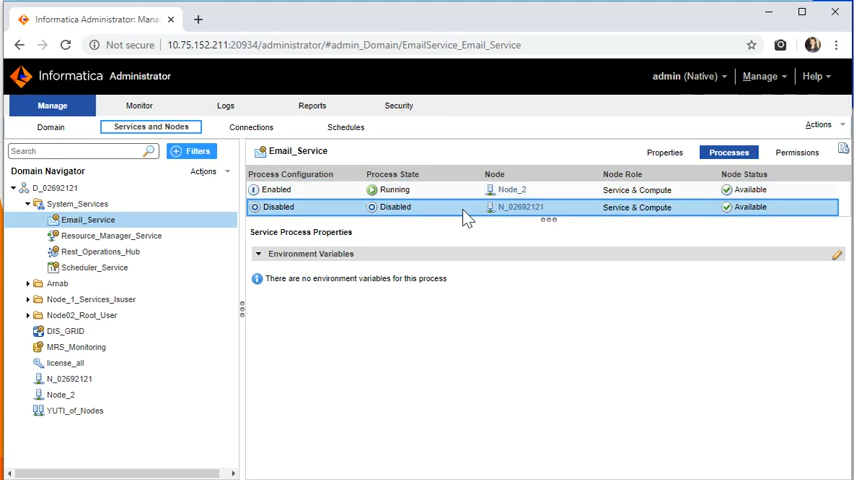 Informatica Administrator: Mana
Not secure | 10.75.152.211:20934/administrator/#admin_Domain/EmailService_Email_Service
Informatica Administrator
admin (Native) Manage Help
Manage Monitor Logs Reports Security
Domain Services and Nodes Connections Schedules Actions
Search Filters
Domain Navigator Actions
D_02692121
System_Services
Email_Service
Resource_Manager_Service
Rest_Operations_Hub
Scheduler_Service
Arnab
Node_1_Services_Isuser
Node02_Root_User
DIS_GRID
MRS_Monitoring
license_all
N_02692121
Node_2
YUTI_of_Nodes
Email_Service
Properties Processes Permissions
Process Configuration Process State Node Node Role Node Status
Enabled Running Node_2 Service & Compute Available
Disabled Disabled N_02692121 Service & Compute Available
Service Process Properties
Environment Variables
There are no environment variables for this process